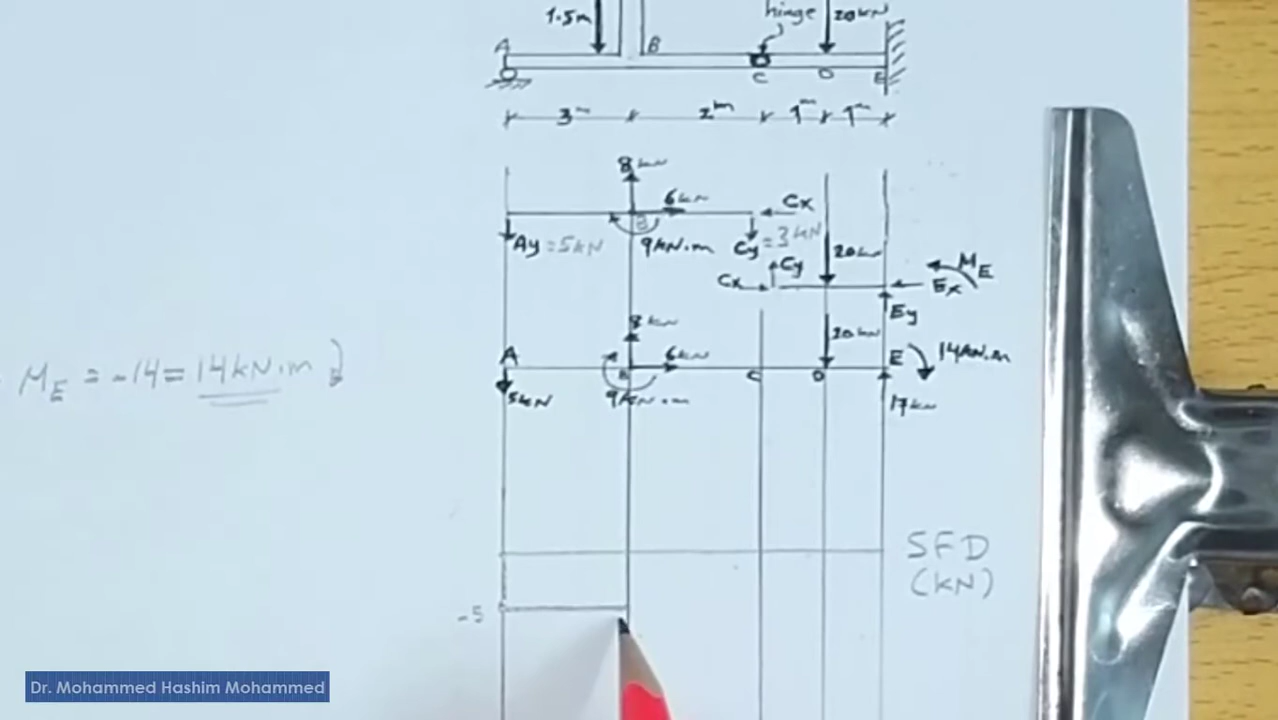 1.5m
hinge
20kN
A
B
C
D
E
3m
2m
1m
1m
8kN
6kN
Cx
B
Ay=5kN
9kN.m
Cy=3kN
20kN
ME
Cx
Cy
Ex
Ey
8kN
20kN
A
6kN
E
14kN.m
ME = -14 = 14kN.m
B
C
D
5kN
9kN.m
17kN
SFD
(KN)
-5
Dr. Mohammed Hashim Mohammed